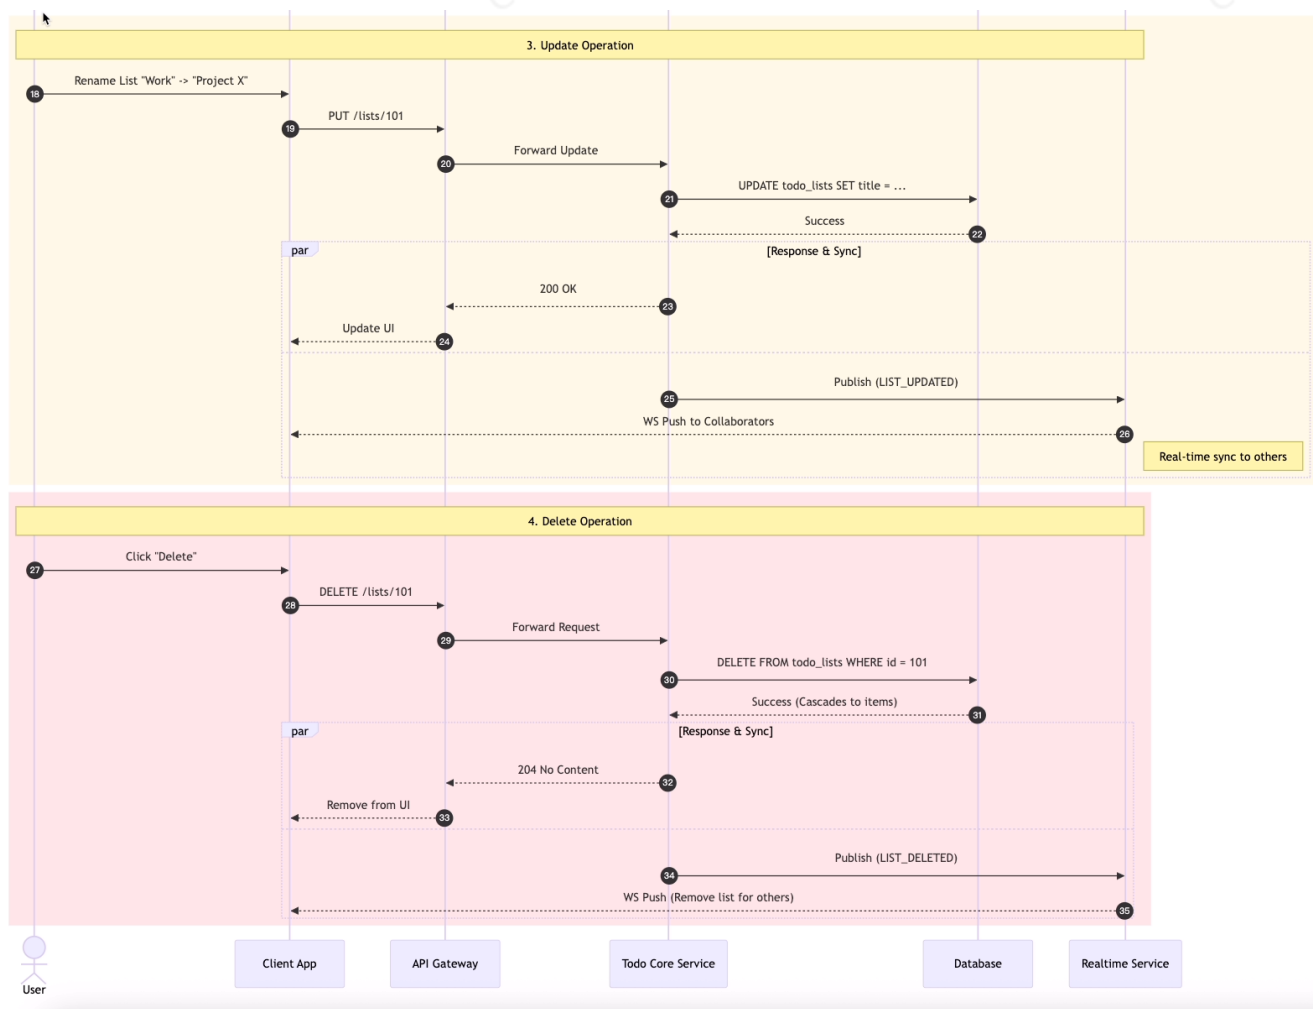 3. Update Operation
Rename List "Work" -> "Project X"
18
PUT /lists/101
19
Forward Update
20
UPDATE todo_lists SET title = ...
21
Success
22
par
[Response & Sync]
200 OK
23
Update UI
24
Publish (LIST_UPDATED)
25
WS Push to Collaborators
26
Real-time sync to others
4. Delete Operation
Click "Delete"
27
DELETE /lists/101
28
Forward Request
29
DELETE FROM todo_lists WHERE id = 101
30
Success (Cascades to items)
31
par
[Response & Sync]
204 No Content
32
Remove from UI
33
Publish (LIST_DELETED)
34
WS Push (Remove list for others)
35
User
Client App
API Gateway
Todo Core Service
Database
Realtime Service